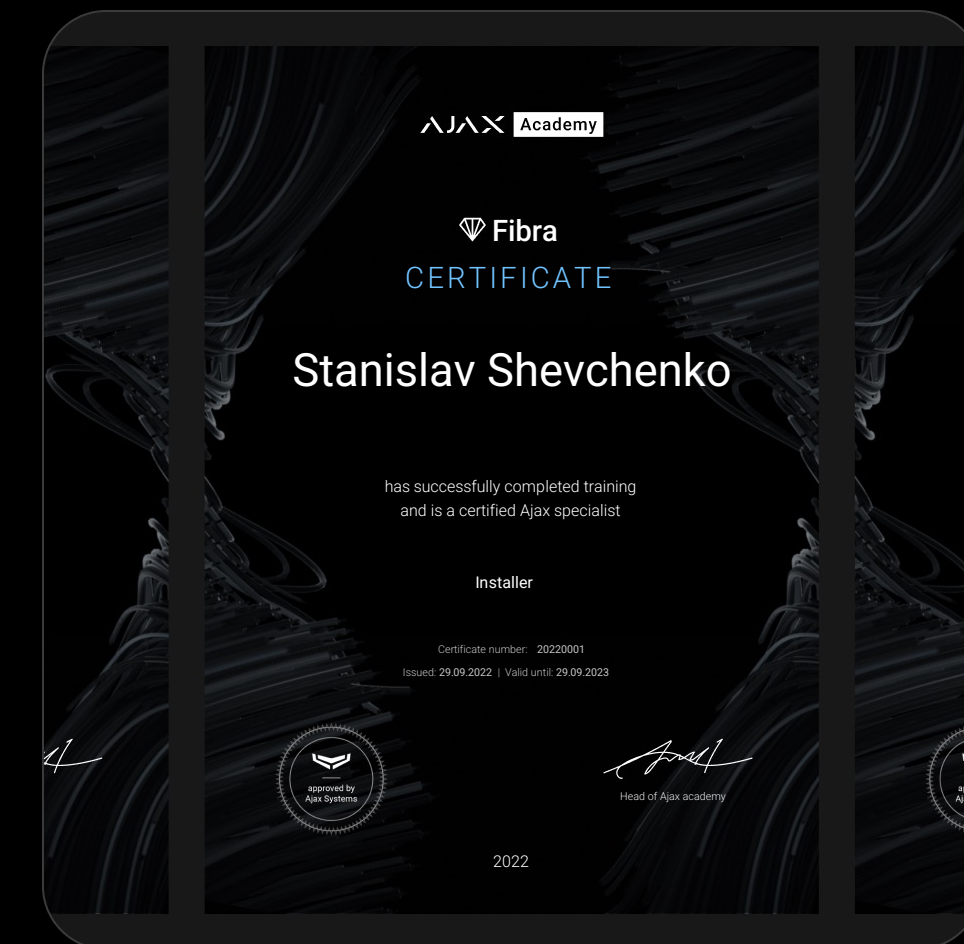 AJAX Academy
Fibra
CERTIFICATE
Stanislav Shevchenko
has successfully completed training
and is a certified Ajax specialist
Installer
Certificate number: 20220001
Issued: 29.09.2022 | Valid until: 29.09.2023
approved by
Ajax Systems
Head of Ajax academy
2022